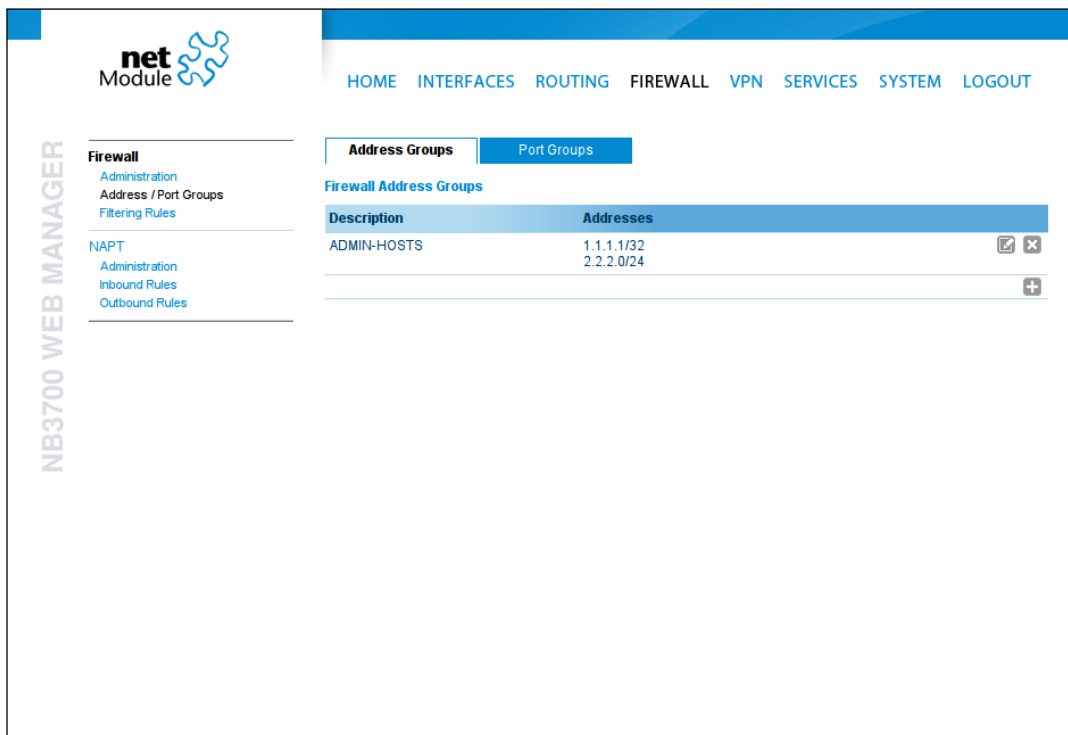 net
Module
HOME INTERFACES ROUTING FIREWALL VPN SERVICES SYSTEM LOGOUT
NB3700 WEB MANAGER
Firewall
Administration
Address / Port Groups
Filtering Rules
NAPT
Administration
Inbound Rules
Outbound Rules
Address Groups Port Groups
Firewall Address Groups
Description Addresses
ADMIN-HOSTS 1.1.1.1/32
2.2.2.0/24